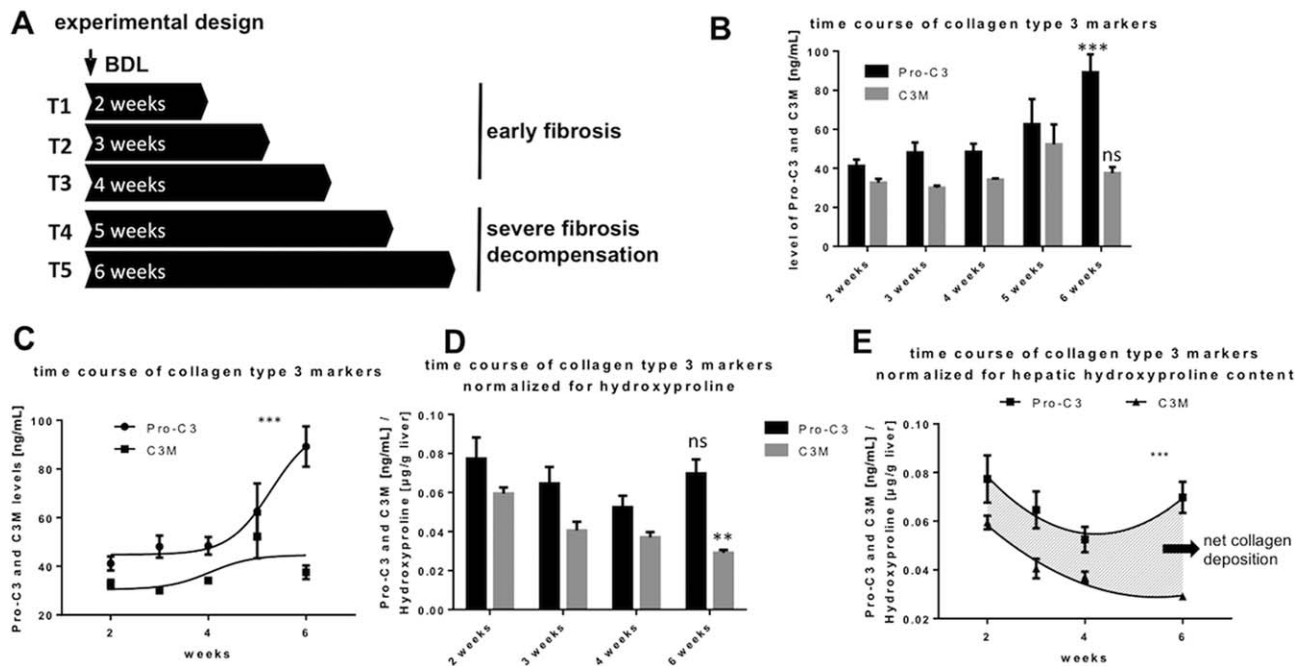 A experimental design
BDL
T1 2 weeks
T2 3 weeks
T3 4 weeks
T4 5 weeks
T5 6 weeks
early fibrosis
severe fibrosis
decompensation
B
time course of collagen type 3 markers
level of Pro-C3 and C3M [ng/mL]
100
80
60
40
20
0
Pro-C3
C3M
***
ns
2 weeks
3 weeks
4 weeks
5 weeks
6 weeks
C
time course of collagen type 3 markers
Pro-C3 and C3M levels [ng/mL]
100
80
60
40
20
Pro-C3
C3M
***
2
4
6
weeks
D
time course of collagen type 3 markers
normalized for hydroxyproline
Pro-C3 and C3M [ng/mL] /
Hydroxyproline [µg/g liver]
0.10
0.08
0.06
0.04
0.02
0.00
ns
**
Pro-C3
C3M
2 weeks
3 weeks
4 weeks
6 weeks
E
time course of collagen type 3 markers
normalized for hepatic hydroxyproline content
Pro-C3
C3M
Pro-C3 and C3M [ng/mL] /
Hydroxyproline [µg/g liver]
0.10
0.08
0.06
0.04
0.02
***
net collagen
deposition
2
4
6
weeks